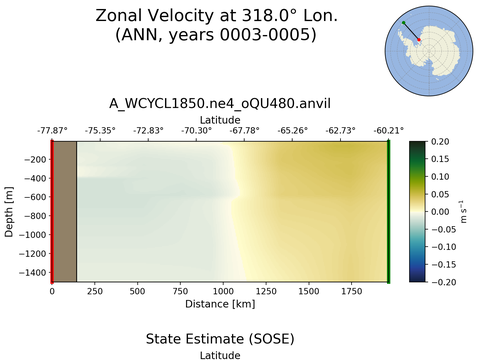 Zonal Velocity at 318.0° Lon.
(ANN, years 0003-0005)
A_WCYCL1850.ne4_oQU480.anvil
Latitude
-77.87° -75.35° -72.83° -70.30° -67.78° -65.26° -62.73° -60.21°
Depth [m]
−200
−400
−600
−800
−1000
−1200
−1400
0 250 500 750 1000 1250 1500 1750
Distance [km]
0.20
0.15
0.10
0.05
0.00
−0.05
−0.10
−0.15
−0.20
m s⁻¹
State Estimate (SOSE)
Latitude